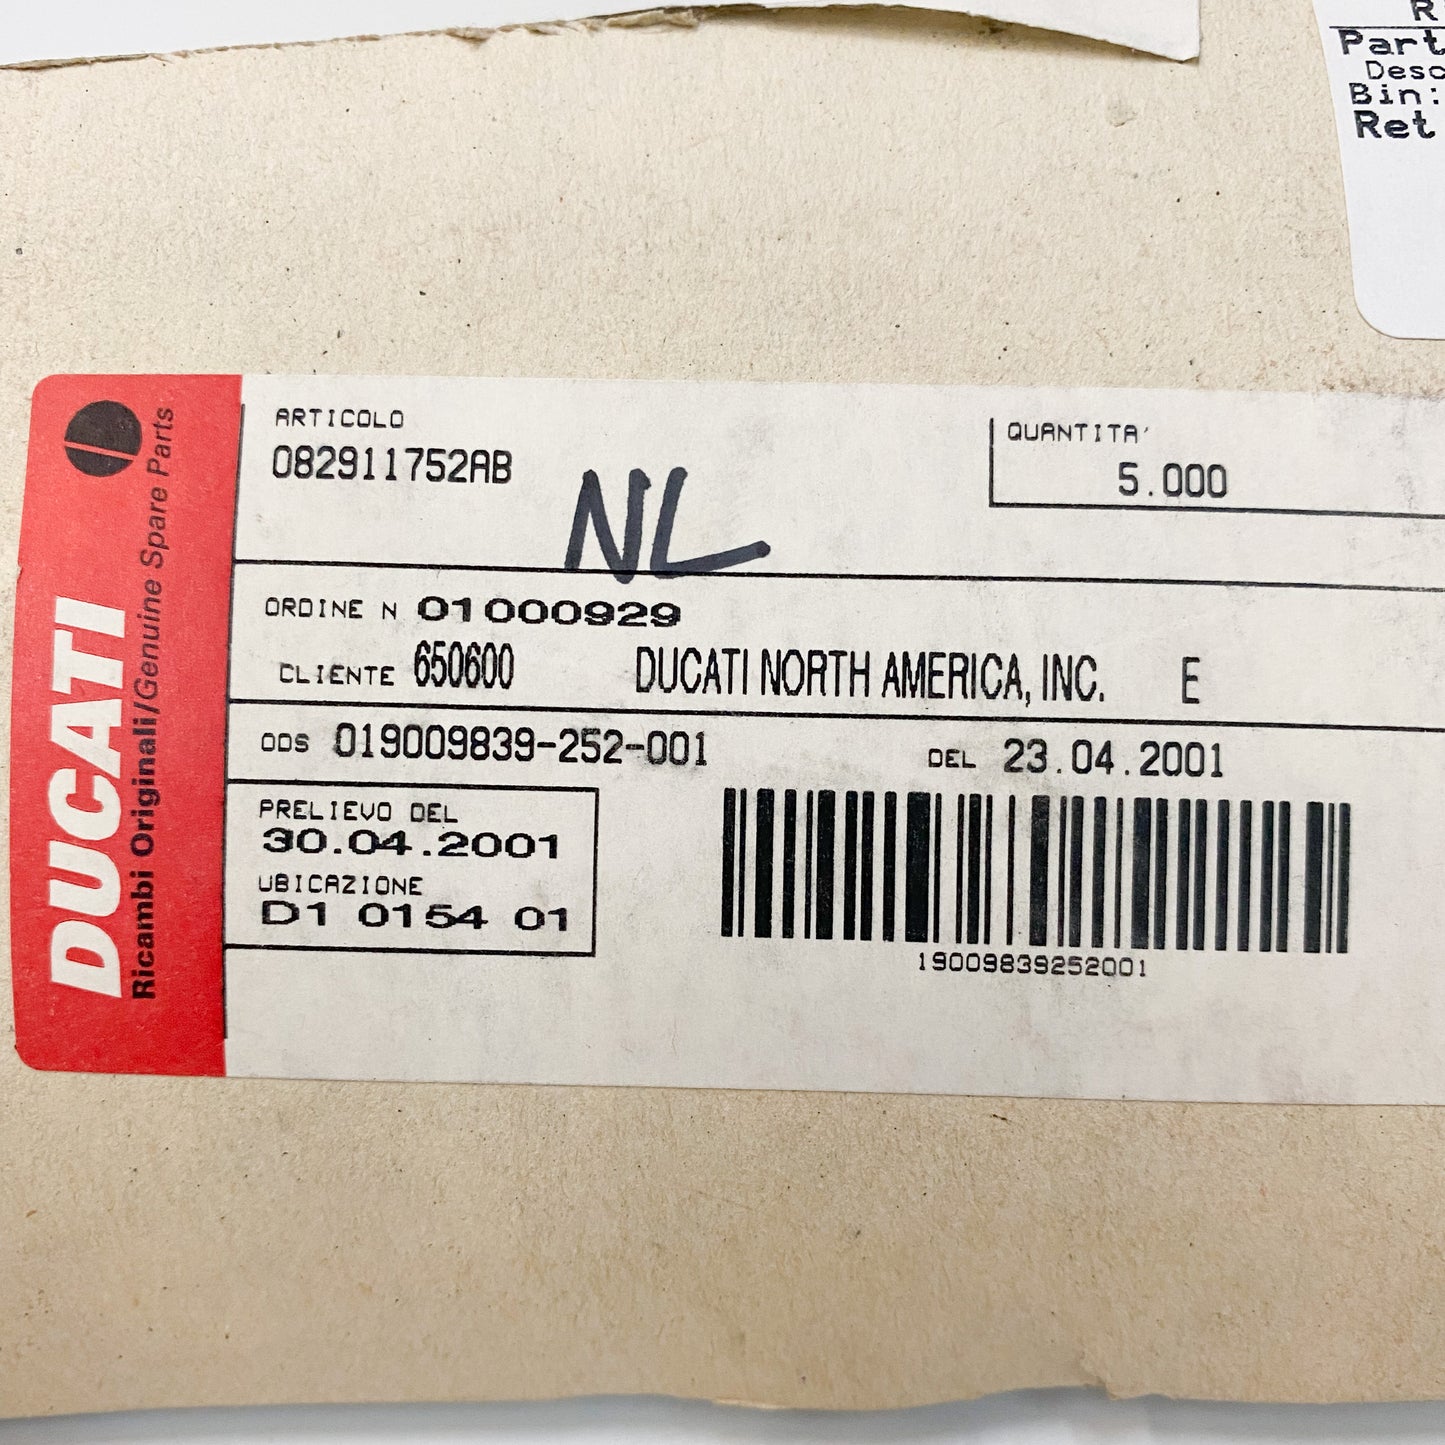 Part
Desc
Bin:
Ret
DUCATI
Ricambi Originali/Genuine Spare Parts
ARTICOLO
082911752AB
NL
QUANTITA'
5.000
ORDINE N 01000929
CLIENTE 650600 DUCATI NORTH AMERICA, INC. E
ODS 019009839-252-001 DEL 23.04.2001
PRELIEVO DEL
30.04.2001
UBICAZIONE
D1 0154 01
19009839252001